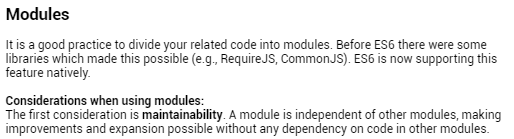 Modules
It is a good practice to divide your related code into modules. Before ES6 there were some
libraries which made this possible (e.g., RequireJS, CommonJS). ES6 is now supporting this
feature natively.
Considerations when using modules:
The first consideration is maintainability. A module is independent of other modules, making
improvements and expansion possible without any dependency on code in other modules.